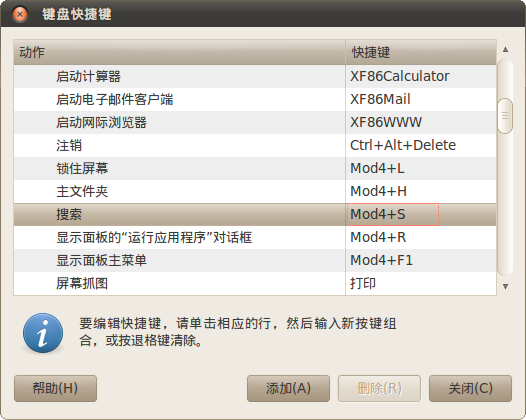 键盘快捷键
动作 快捷键
启动计算器 XF86Calculator
启动电子邮件客户端 XF86Mail
启动网际浏览器 XF86WWW
注销 Ctrl+Alt+Delete
锁住屏幕 Mod4+L
主文件夹 Mod4+H
搜索 Mod4+S
显示面板的“运行应用程序”对话框 Mod4+R
显示面板主菜单 Mod4+F1
屏幕抓图 打印
要编辑快捷键，请单击相应的行，然后输入新按键组
合，或按退格键清除。
帮助(H) 添加(A) 删除(R) 关闭(C)